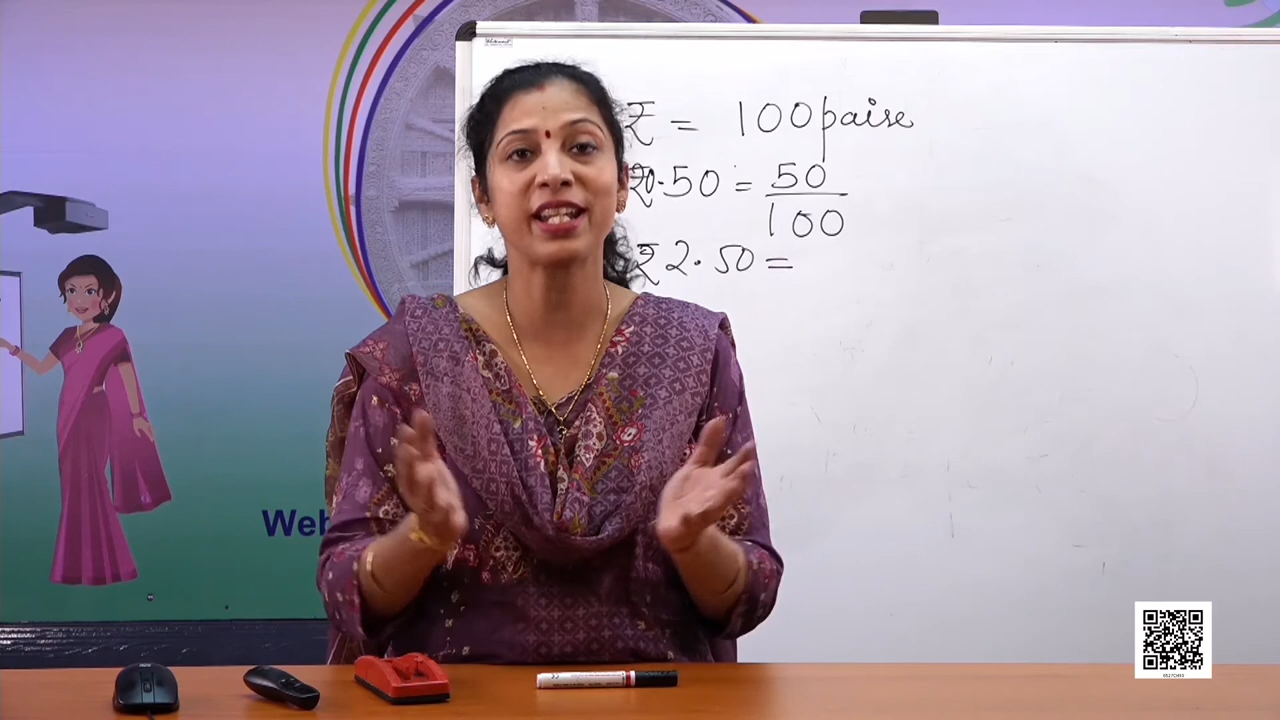 ₹ = 100 paise
₹0.50 = 50
100
₹2.50 =
Web